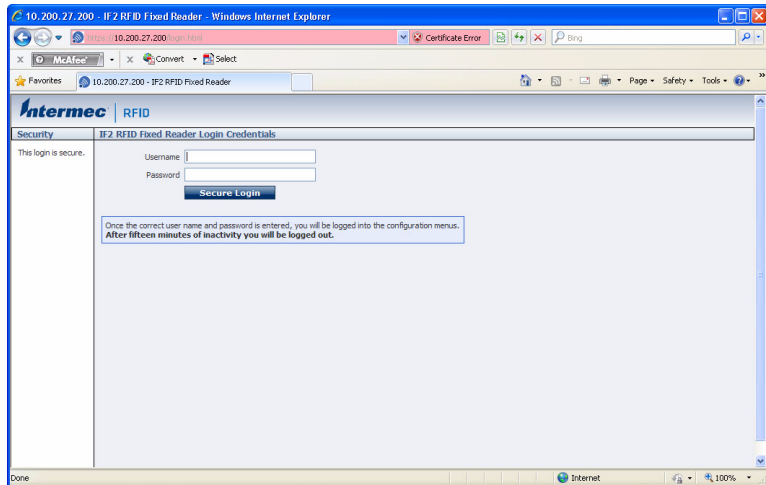 10.200.27.200 - IF2 RFID Fixed Reader - Windows Internet Explorer
https://10.200.27.200/login.html Certificate Error Bing
x McAfee x Convert Select
Favorites 10.200.27.200 - IF2 RFID Fixed Reader Page Safety Tools
Intermec RFID
Security IF2 RFID Fixed Reader Login Credentials
This login is secure.
Username
Password
Secure Login
Once the correct user name and password is entered, you will be logged into the configuration menus.
After fifteen minutes of inactivity you will be logged out.
Done Internet 100%